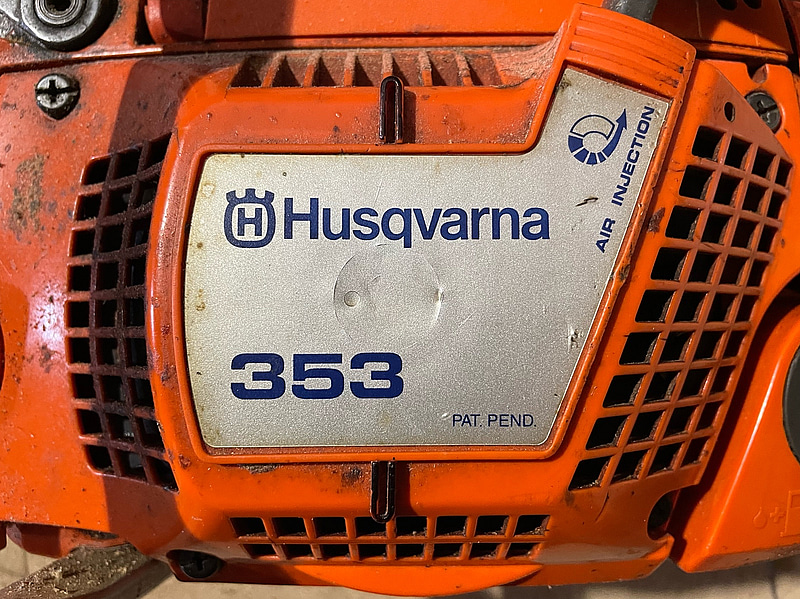 AIR INJECTION
H Husqvarna
353
PAT. PEND.